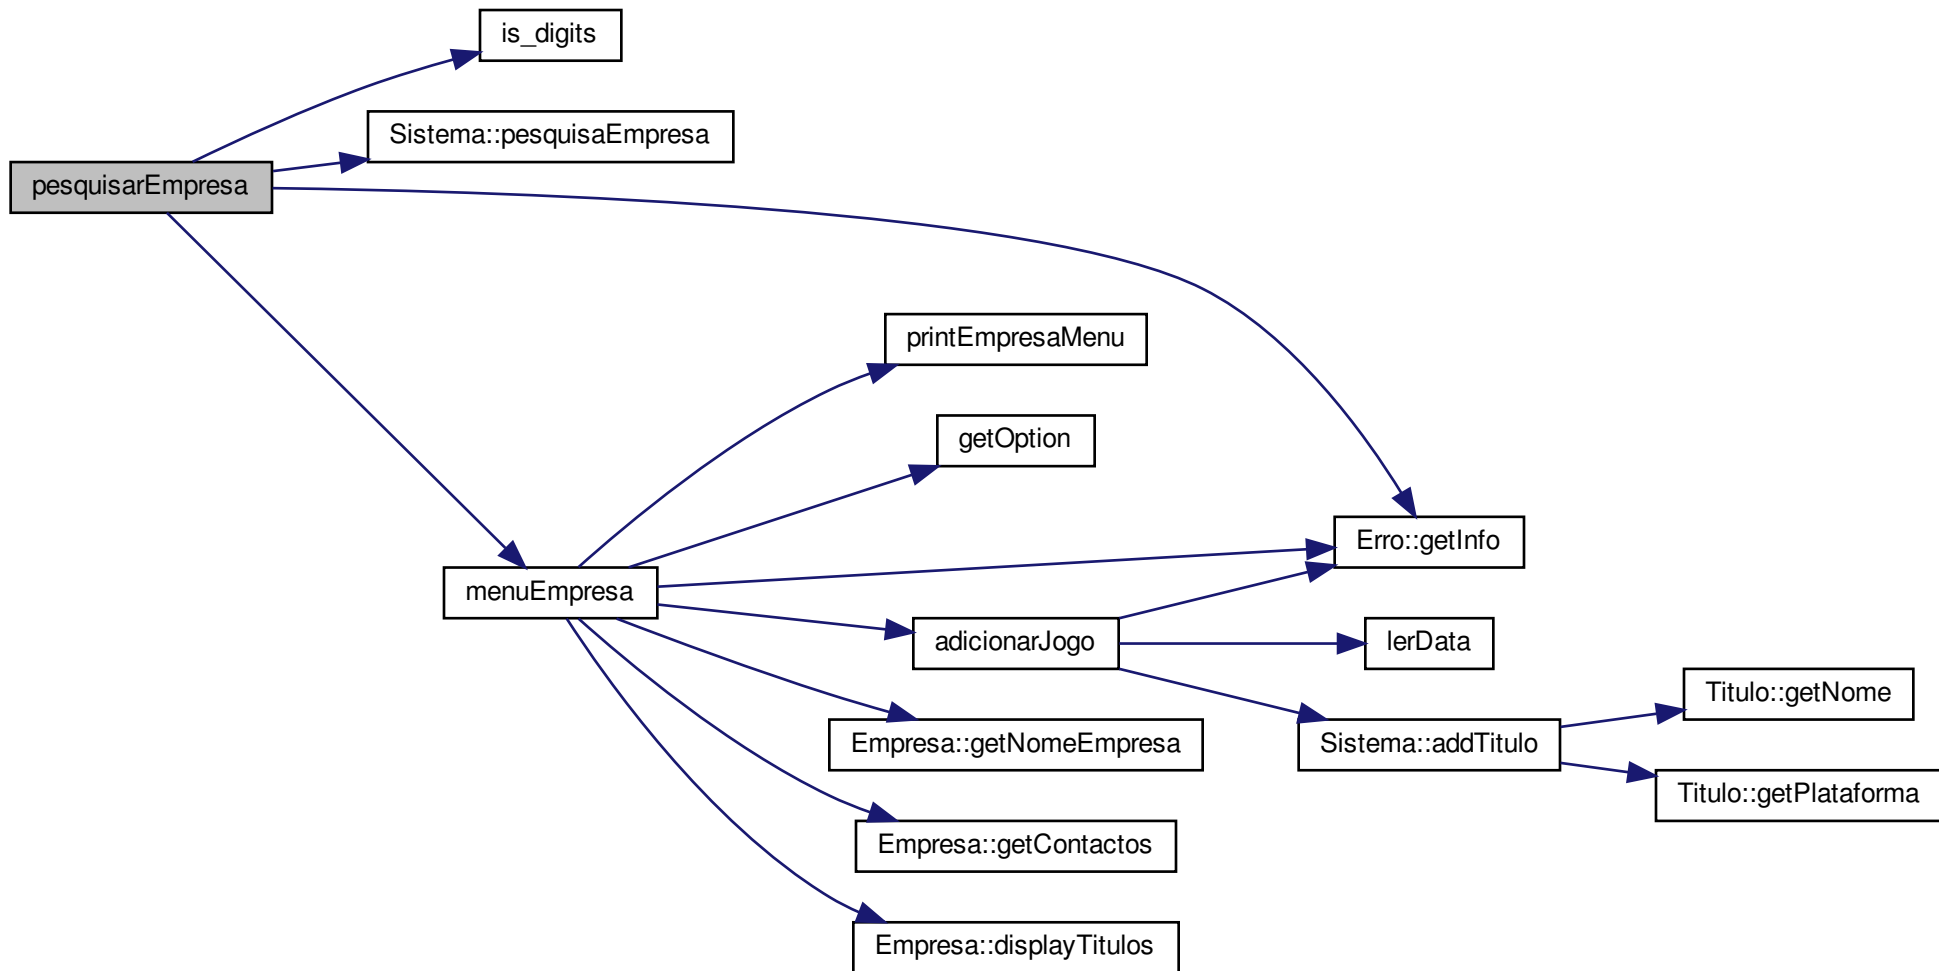 is_digits
Sistema::pesquisaEmpresa
pesquisarEmpresa
printEmpresaMenu
getOption
Erro::getInfo
menuEmpresa
adicionarJogo
lerData
Titulo::getNome
Empresa::getNomeEmpresa
Sistema::addTitulo
Titulo::getPlataforma
Empresa::getContactos
Empresa::displayTitulos